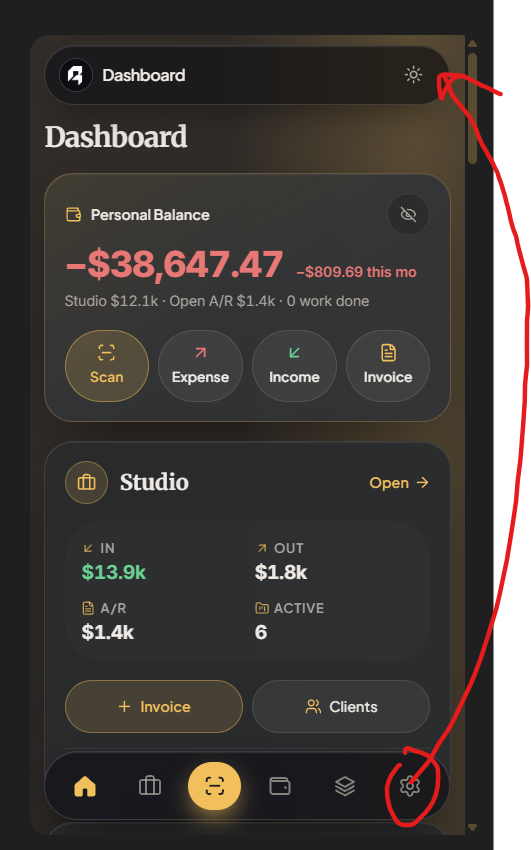 Dashboard
Dashboard
Personal Balance
−$38,647.47 −$809.69 this mo
Studio $12.1k · Open A/R $1.4k · 0 work done
Scan Expense Income Invoice
Studio Open →
IN OUT
$13.9k $1.8k
A/R ACTIVE
$1.4k 6
+ Invoice Clients